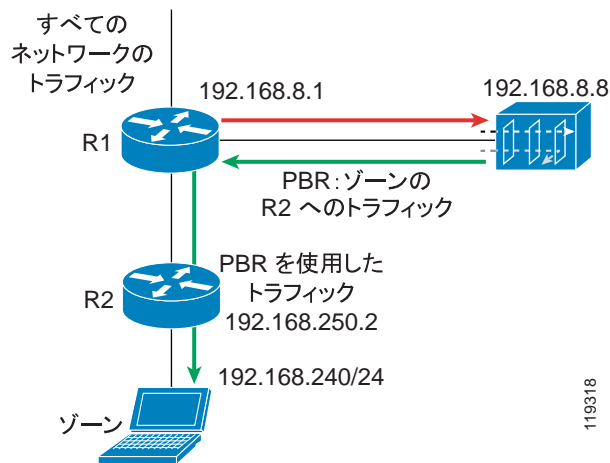 すべての
ネットワークの
トラフィック
192.168.8.1
192.168.8.8
R1
PBR：ゾーンの
R2 へのトラフィック
PBR を使用した
トラフィック
R2
192.168.250.2
192.168.240/24
ゾーン
119318